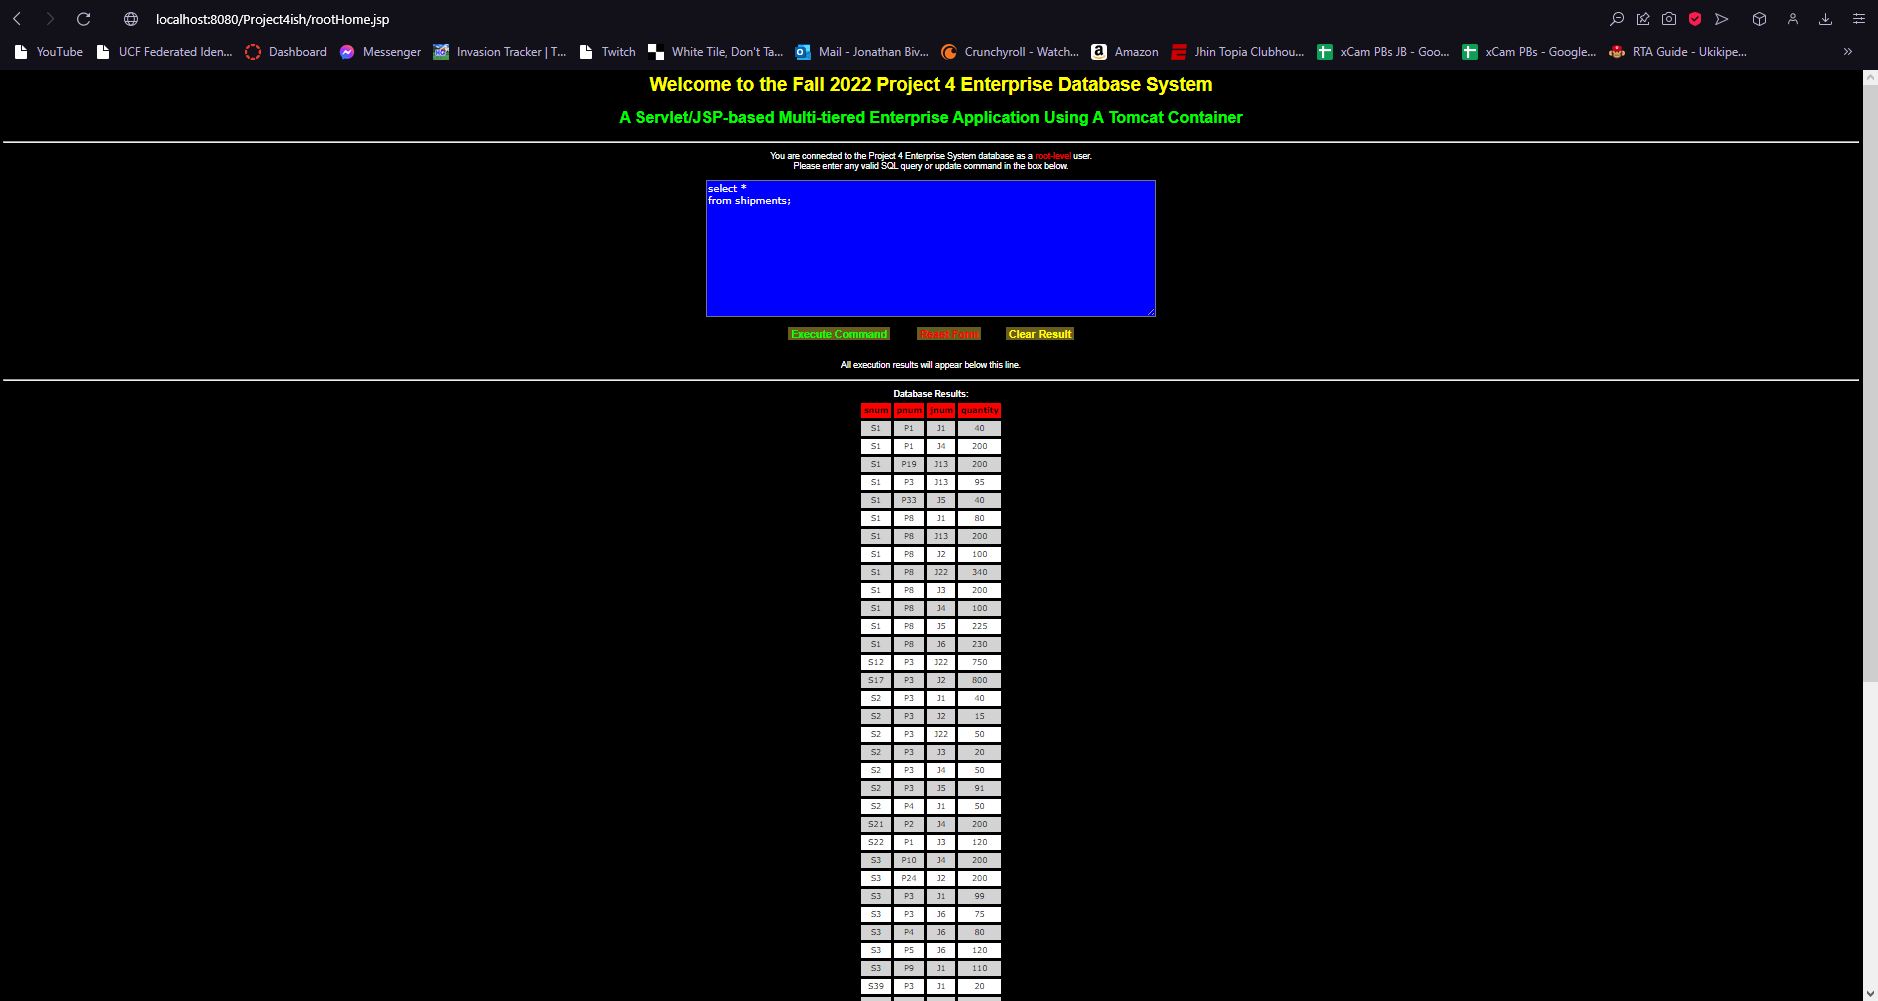 localhost:8080/Project4ish/rootHome.jsp
YouTube UCF Federated Iden... Dashboard Messenger Invasion Tracker | T... Twitch White Tile, Don't Ta... Mail - Jonathan Biv... Crunchyroll - Watch... Amazon Jhin Topia Clubhou... xCam PBs JB - Goo... xCam PBs - Google... RTA Guide - Ukikipe... »
Welcome to the Fall 2022 Project 4 Enterprise Database System
A Servlet/JSP-based Multi-tiered Enterprise Application Using A Tomcat Container
You are connected to the Project 4 Enterprise System database as a root-level user.
Please enter any valid SQL query or update command in the box below.
select *
from shipments;
Execute Command Reset Form Clear Result
All execution results will appear below this line.
Database Results:
snum pnum jnum quantity
S1 P1 J1 40
S1 P1 J4 200
S1 P19 J13 200
S1 P3 J13 95
S1 P33 J5 40
S1 P8 J1 80
S1 P8 J13 200
S1 P8 J2 100
S1 P8 J22 340
S1 P8 J3 200
S1 P8 J4 100
S1 P8 J5 225
S1 P8 J6 230
S12 P3 J22 750
S17 P3 J2 800
S2 P3 J1 40
S2 P3 J2 15
S2 P3 J22 50
S2 P3 J3 20
S2 P3 J4 50
S2 P3 J5 91
S2 P4 J1 50
S21 P2 J4 200
S22 P1 J3 120
S3 P10 J4 200
S3 P24 J2 200
S3 P3 J1 99
S3 P3 J6 75
S3 P4 J6 80
S3 P5 J6 120
S3 P9 J1 110
S39 P3 J1 20